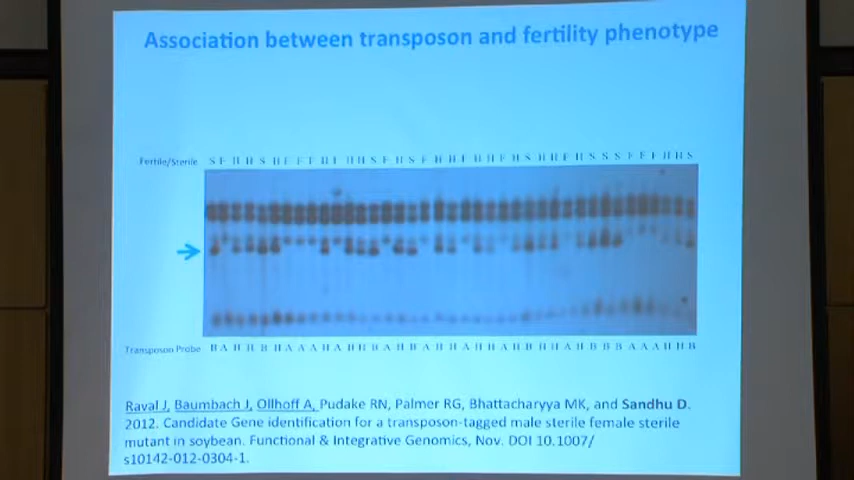 Association between transposon and fertility phenotype
Fertile/Sterile
Transposon Probe
Raval J, Baumbach J, Ollhoff A, Pudake RN, Palmer RG, Bhattacharyya MK, and Sandhu D.
2012. Candidate Gene identification for a transposon-tagged male sterile female sterile
mutant in soybean. Functional & Integrative Genomics, Nov. DOI 10.1007/
s10142-012-0304-1.